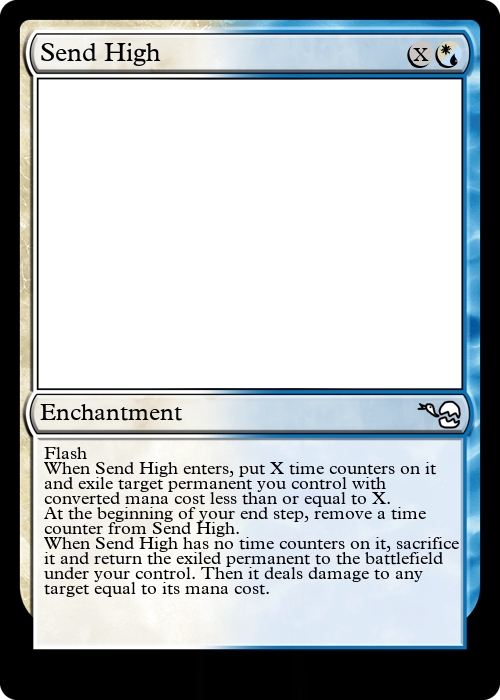 Send High
X
Enchantment
Flash
When Send High enters, put X time counters on it
and exile target permanent you control with
converted mana cost less than or equal to X.
At the beginning of your end step, remove a time
counter from Send High.
When Send High has no time counters on it, sacrifice
it and return the exiled permanent to the battlefield
under your control. Then it deals damage to any
target equal to its mana cost.